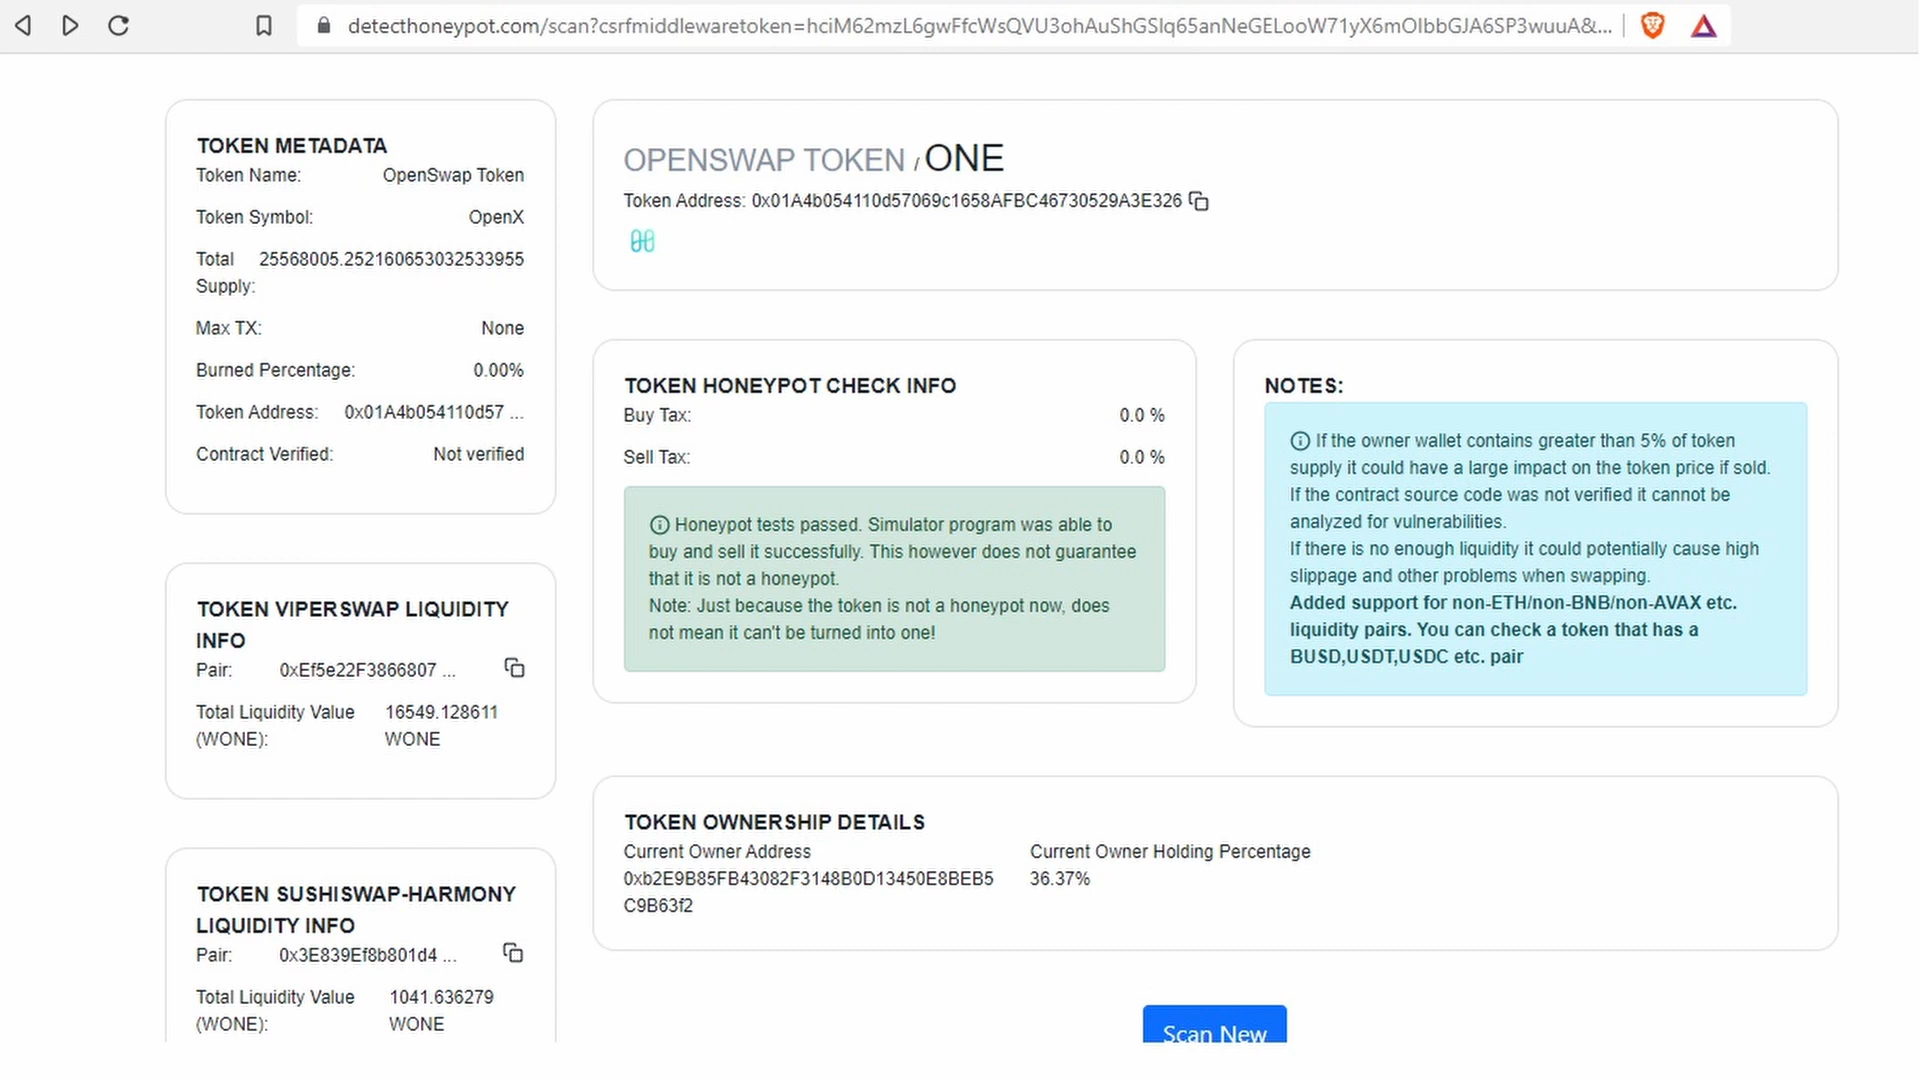 detecthoneypot.com/scan?csrfmiddlewaretoken=hciM62mzL6gwFfcWsQVU3ohAuShGSlq65anNeGELooW71yX6mOIbbGJA6SP3wuuA&...
TOKEN METADATA
Token Name: OpenSwap Token
Token Symbol: OpenX
Total 25568005.252160653032533955
Supply:
Max TX: None
Burned Percentage: 0.00%
Token Address: 0x01A4b054110d57 ...
Contract Verified: Not verified
TOKEN VIPERSWAP LIQUIDITY
INFO
Pair: 0xEf5e22F3866807 ...
Total Liquidity Value 16549.128611
(WONE): WONE
TOKEN SUSHISWAP-HARMONY
LIQUIDITY INFO
Pair: 0x3E839Ef8b801d4 ...
Total Liquidity Value 1041.636279
(WONE): WONE
OPENSWAP TOKEN / ONE
Token Address: 0x01A4b054110d57069c1658AFBC46730529A3E326
TOKEN HONEYPOT CHECK INFO
Buy Tax: 0.0 %
Sell Tax: 0.0 %
Honeypot tests passed. Simulator program was able to
buy and sell it successfully. This however does not guarantee
that it is not a honeypot.
Note: Just because the token is not a honeypot now, does
not mean it can't be turned into one!
NOTES:
If the owner wallet contains greater than 5% of token
supply it could have a large impact on the token price if sold.
If the contract source code was not verified it cannot be
analyzed for vulnerabilities.
If there is no enough liquidity it could potentially cause high
slippage and other problems when swapping.
Added support for non-ETH/non-BNB/non-AVAX etc.
liquidity pairs. You can check a token that has a
BUSD,USDT,USDC etc. pair
TOKEN OWNERSHIP DETAILS
Current Owner Address Current Owner Holding Percentage
0xb2E9B85FB43082F3148B0D13450E8BEB5 36.37%
C9B63f2
Scan New